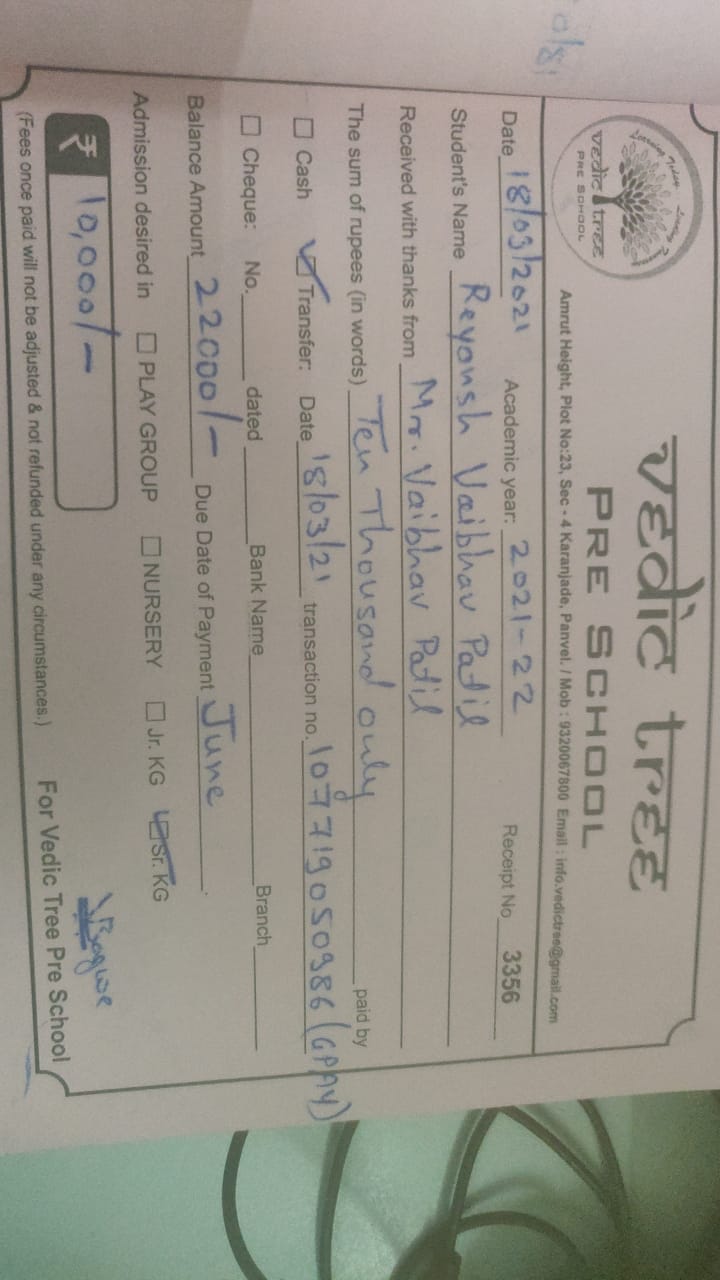 vedic tree
PRE SCHOOL
Amrut Height, Plot No:23, Sec - 4 Karanjade, Panvel. / Mob : 9320067800 Email : info.vedictree@gmail.com
vedic tree
PRE SCHOOL
Date 18/03/2021 Academic year: 2021-22 Receipt No 3356
Student's Name Reyansh Vaibhav Patil
Received with thanks from Mr. Vaibhav Patil
The sum of rupees (in words) Ten Thousand only paid by
☐ Cash ☑ Transfer: Date 18/03/21 transaction no. 107719050986 (GPAY)
☐ Cheque: No. dated Bank Name Branch
Balance Amount 22000/- Due Date of Payment June
Admission desired in ☐ PLAY GROUP ☐ NURSERY ☐ Jr. KG ☑ Sr. KG
₹ 10,000/-
(Fees once paid will not be adjusted & not refunded under any circumstances.) For Vedic Tree Pre School